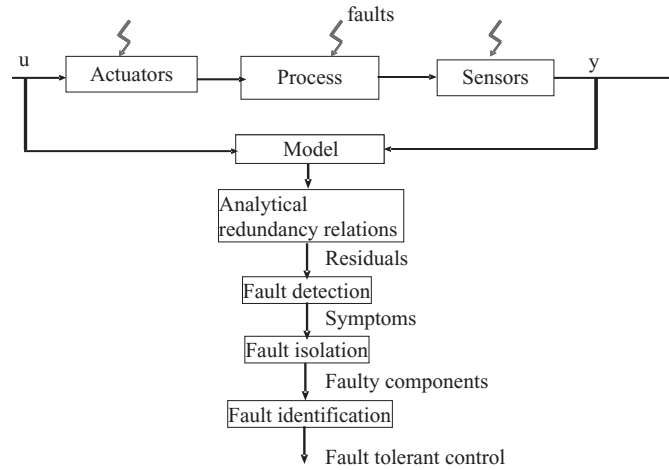 faults
u
Actuators
Process
Sensors
y
Model
Analytical
redundancy relations
Residuals
Fault detection
Symptoms
Fault isolation
Faulty components
Fault identification
Fault tolerant control